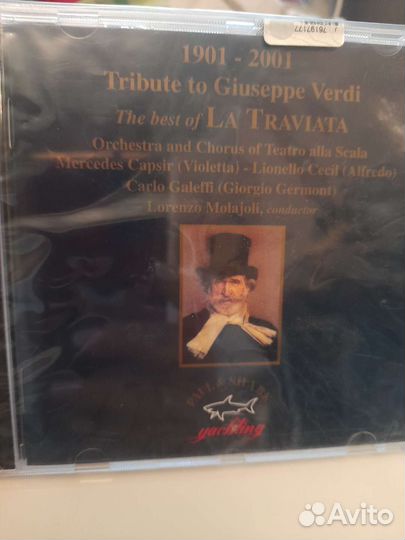 76197177
1901 - 2001
Tribute to Giuseppe Verdi
The best of LA TRAVIATA
Orchestra and Chorus of Teatro alla Scala
Mercedes Capsir (Violetta) - Lionello Cecil (Alfredo)
Carlo Galeffi (Giorgio Germont)
Lorenzo Molajoli, conductor
PAUL & SHARK
yachting
Avito